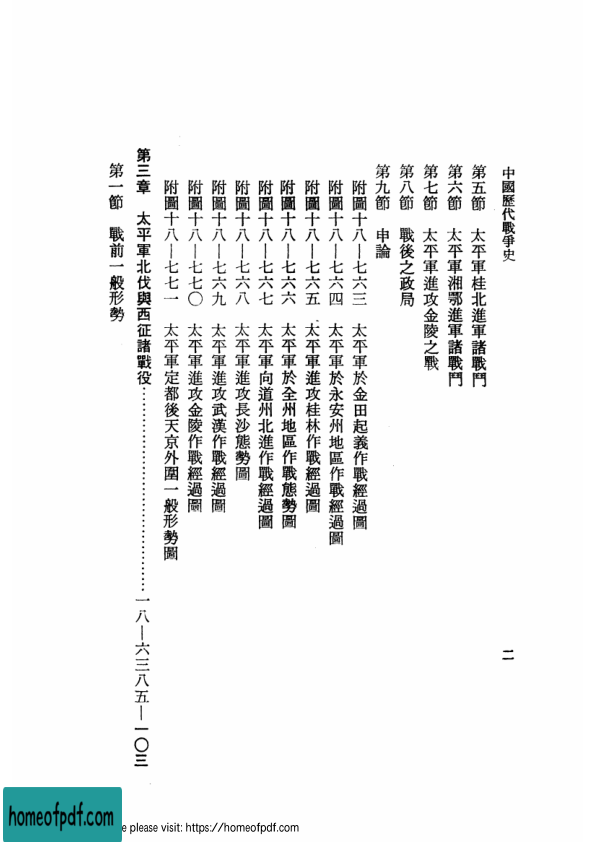 中國歷代戰爭史
二
第五節 太平軍桂北進軍諸戰鬥
第六節 太平軍湘鄂進軍諸戰鬥
第七節 太平軍進攻金陵之戰
第八節 戰後之政局
第九節 申論
附圖十八—七六三 太平軍於金田起義作戰經過圖
附圖十八—七六四 太平軍於永安州地區作戰經過圖
附圖十八—七六五 太平軍進攻桂林作戰經過圖
附圖十八—七六六 太平軍於全州地區作戰態勢圖
附圖十八—七六七 太平軍向道州北進作戰經過圖
附圖十八—七六八 太平軍進攻長沙態勢圖
附圖十八—七六九 太平軍進攻武漢作戰經過圖
附圖十八—七七〇 太平軍進攻金陵作戰經過圖
附圖十八—七七一 太平軍定都後天京外圍一般形勢圖
第三章 太平軍北伐與西征諸戰役……………………………一八—六三八五—一〇三
第一節 戰前一般形勢
homeofpdf.com
e please visit: https://homeofpdf.com